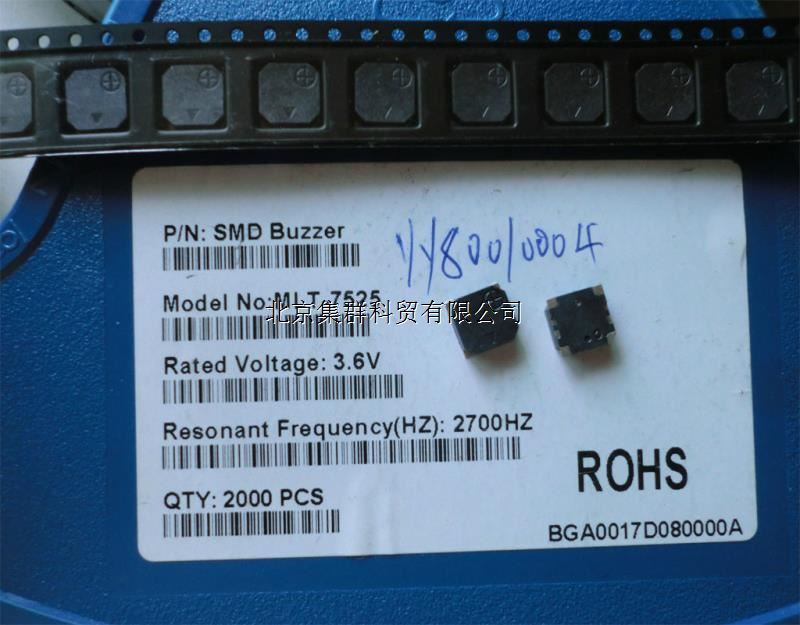 P/N: SMD Buzzer
YY800/0004
Model No:MLT-7525
北京集群科贸有限公司
Rated Voltage: 3.6V
Resonant Frequency(HZ): 2700HZ
QTY: 2000 PCS
ROHS
BGA0017D080000A